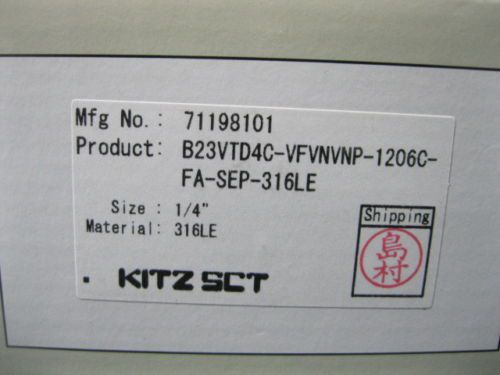 Mfg No.: 71198101
Product: B23VTD4C-VFVNVNP-1206C-
FA-SEP-316LE
Size : 1/4"
Material: 316LE
Shipping
島村
. KITZ SCT